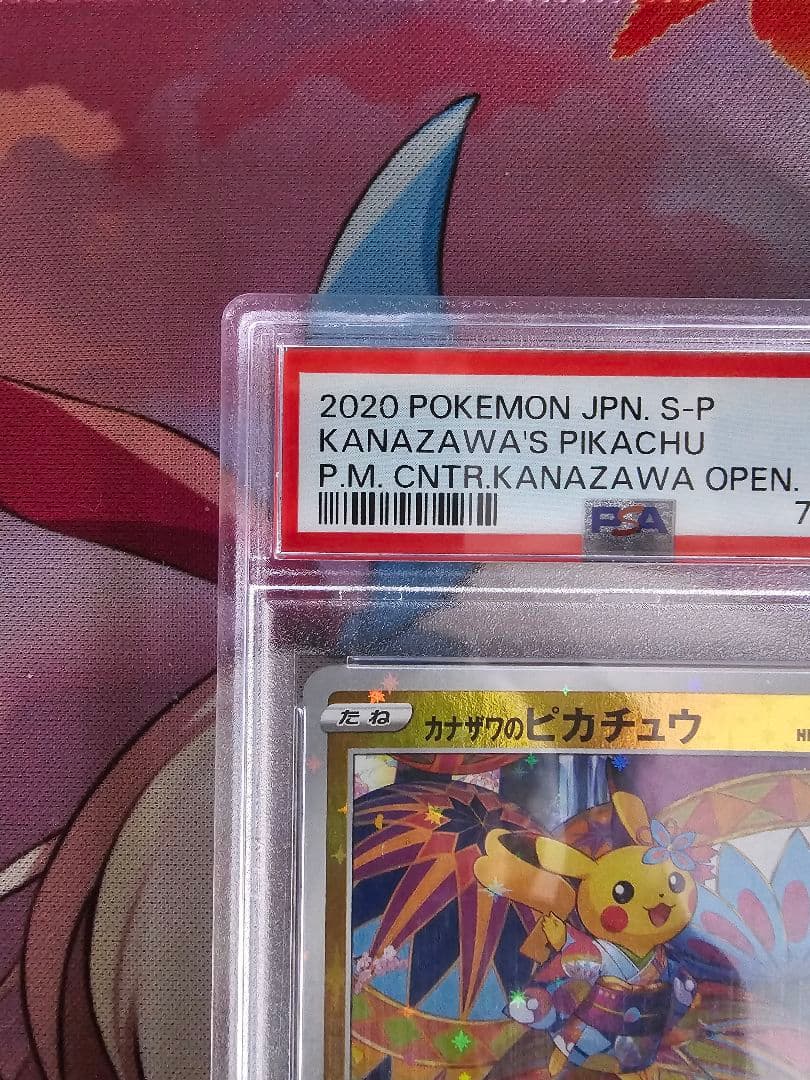 2020 POKEMON JPN. S-P
KANAZAWA'S PIKACHU
P.M. CNTR.KANAZAWA OPEN.
PSA
7
たね
カナザワのピカチュウ